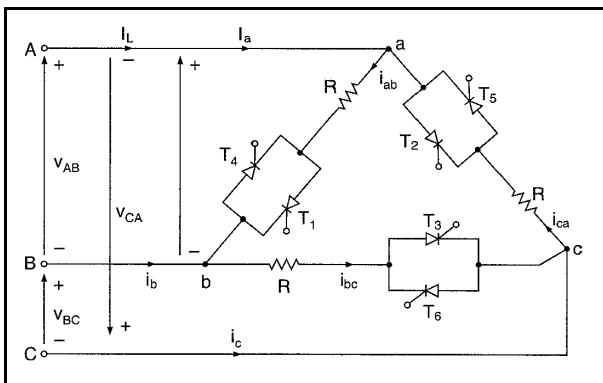 A
I_L
I_a
a
R
i_ab
T_5
T_2
T_4
T_1
v_AB
v_CA
R
i_ca
T_3
B
i_b
b
R
i_bc
c
T_6
v_BC
C
i_c
+
−
+
−
+
−
+
−